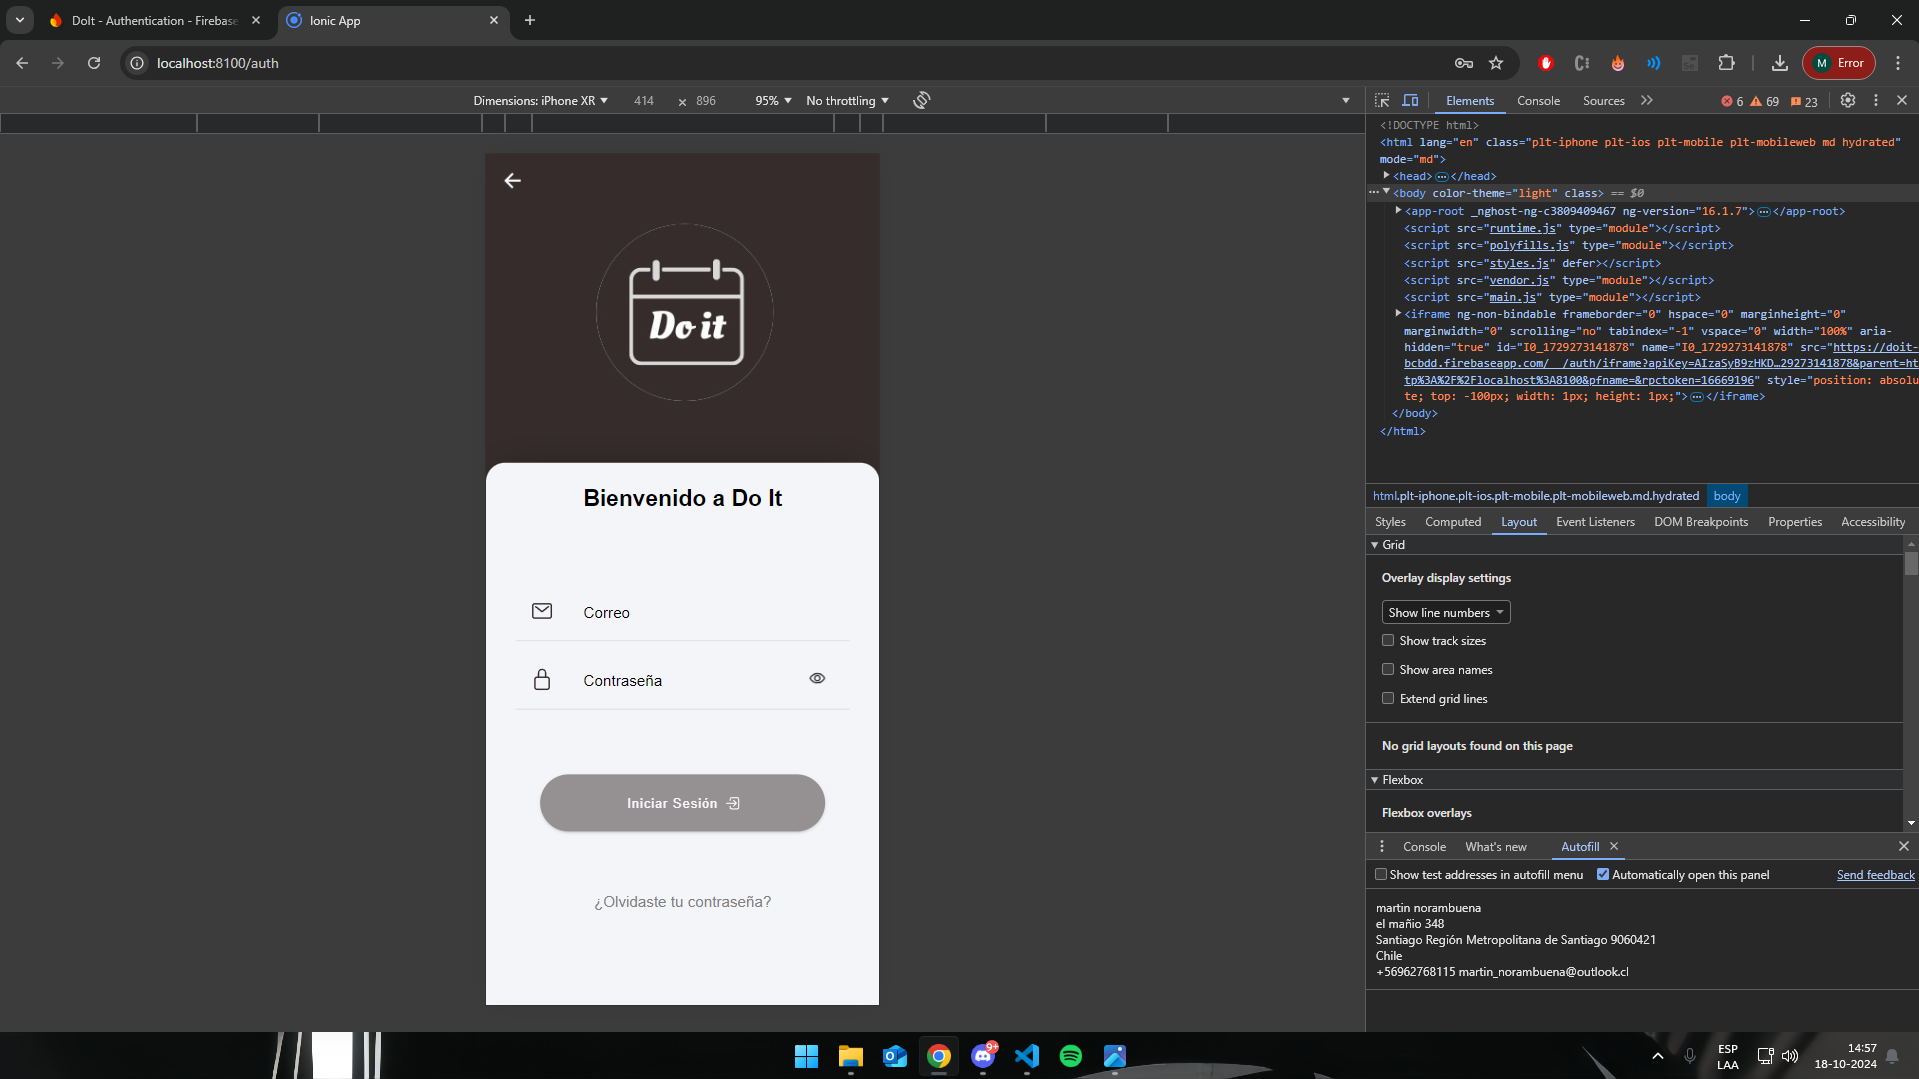 DoIt - Authentication - Firebase
Ionic App
localhost:8100/auth
M Error
Dimensions: iPhone XR
414 × 896
95%
No throttling
Elements
Console
Sources
6
69
23
<!DOCTYPE html>
<html lang="en" class="plt-iphone plt-ios plt-mobile plt-mobileweb md hydrated"
mode="md">
<head> ⋯ </head>
<body color-theme="light" class> == $0
<app-root _nghost-ng-c3809409467 ng-version="16.1.7"> ⋯ </app-root>
<script src="runtime.js" type="module"></script>
<script src="polyfills.js" type="module"></script>
<script src="styles.js" defer></script>
<script src="vendor.js" type="module"></script>
<script src="main.js" type="module"></script>
<iframe ng-non-bindable frameborder="0" hspace="0" marginheight="0"
marginwidth="0" scrolling="no" tabindex="-1" vspace="0" width="100%" aria-
hidden="true" id="I0_1729273141878" name="I0_1729273141878" src="https://doit-
bcbdd.firebaseapp.com/__/auth/iframe?apiKey=AIzaSyB9zHKD…29273141878&parent=ht
tp%3A%2F%2Flocalhost%3A8100&pfname=&rpctoken=16669196" style="position: absolu
te; top: -100px; width: 1px; height: 1px;"> ⋯ </iframe>
</body>
</html>
html.plt-iphone.plt-ios.plt-mobile.plt-mobileweb.md.hydrated
body
Styles
Computed
Layout
Event Listeners
DOM Breakpoints
Properties
Accessibility
Grid
Overlay display settings
Show line numbers
Show track sizes
Show area names
Extend grid lines
No grid layouts found on this page
Flexbox
Flexbox overlays
Console
What's new
Autofill
Show test addresses in autofill menu
Automatically open this panel
Send feedback
martin norambuena
el mañio 348
Santiago Región Metropolitana de Santiago 9060421
Chile
+56962768115 martin_norambuena@outlook.cl
Do it
Bienvenido a Do It
Correo
Contraseña
Iniciar Sesión
¿Olvidaste tu contraseña?
9+
ESP
LAA
14:57
18-10-2024